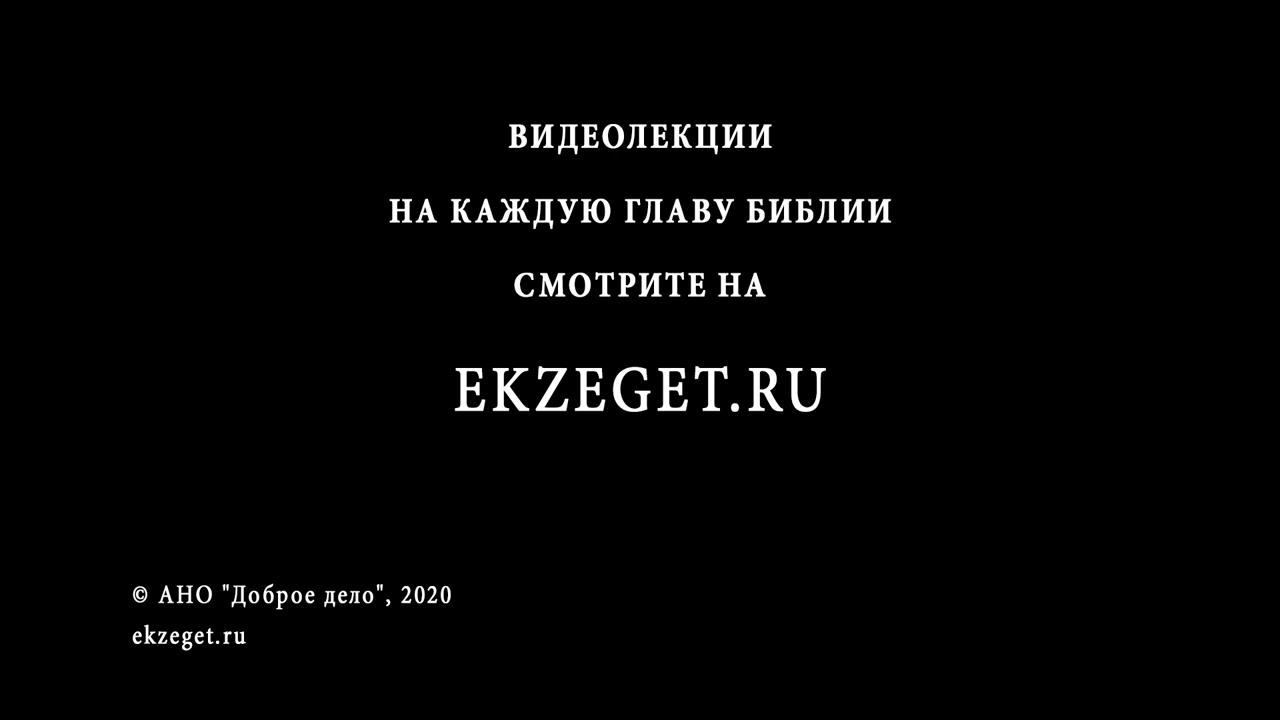 ВИДЕОЛЕКЦИИ
НА КАЖДУЮ ГЛАВУ БИБЛИИ
СМОТРИТЕ НА
EKZEGET.RU
© АНО "Доброе дело", 2020
ekzeget.ru